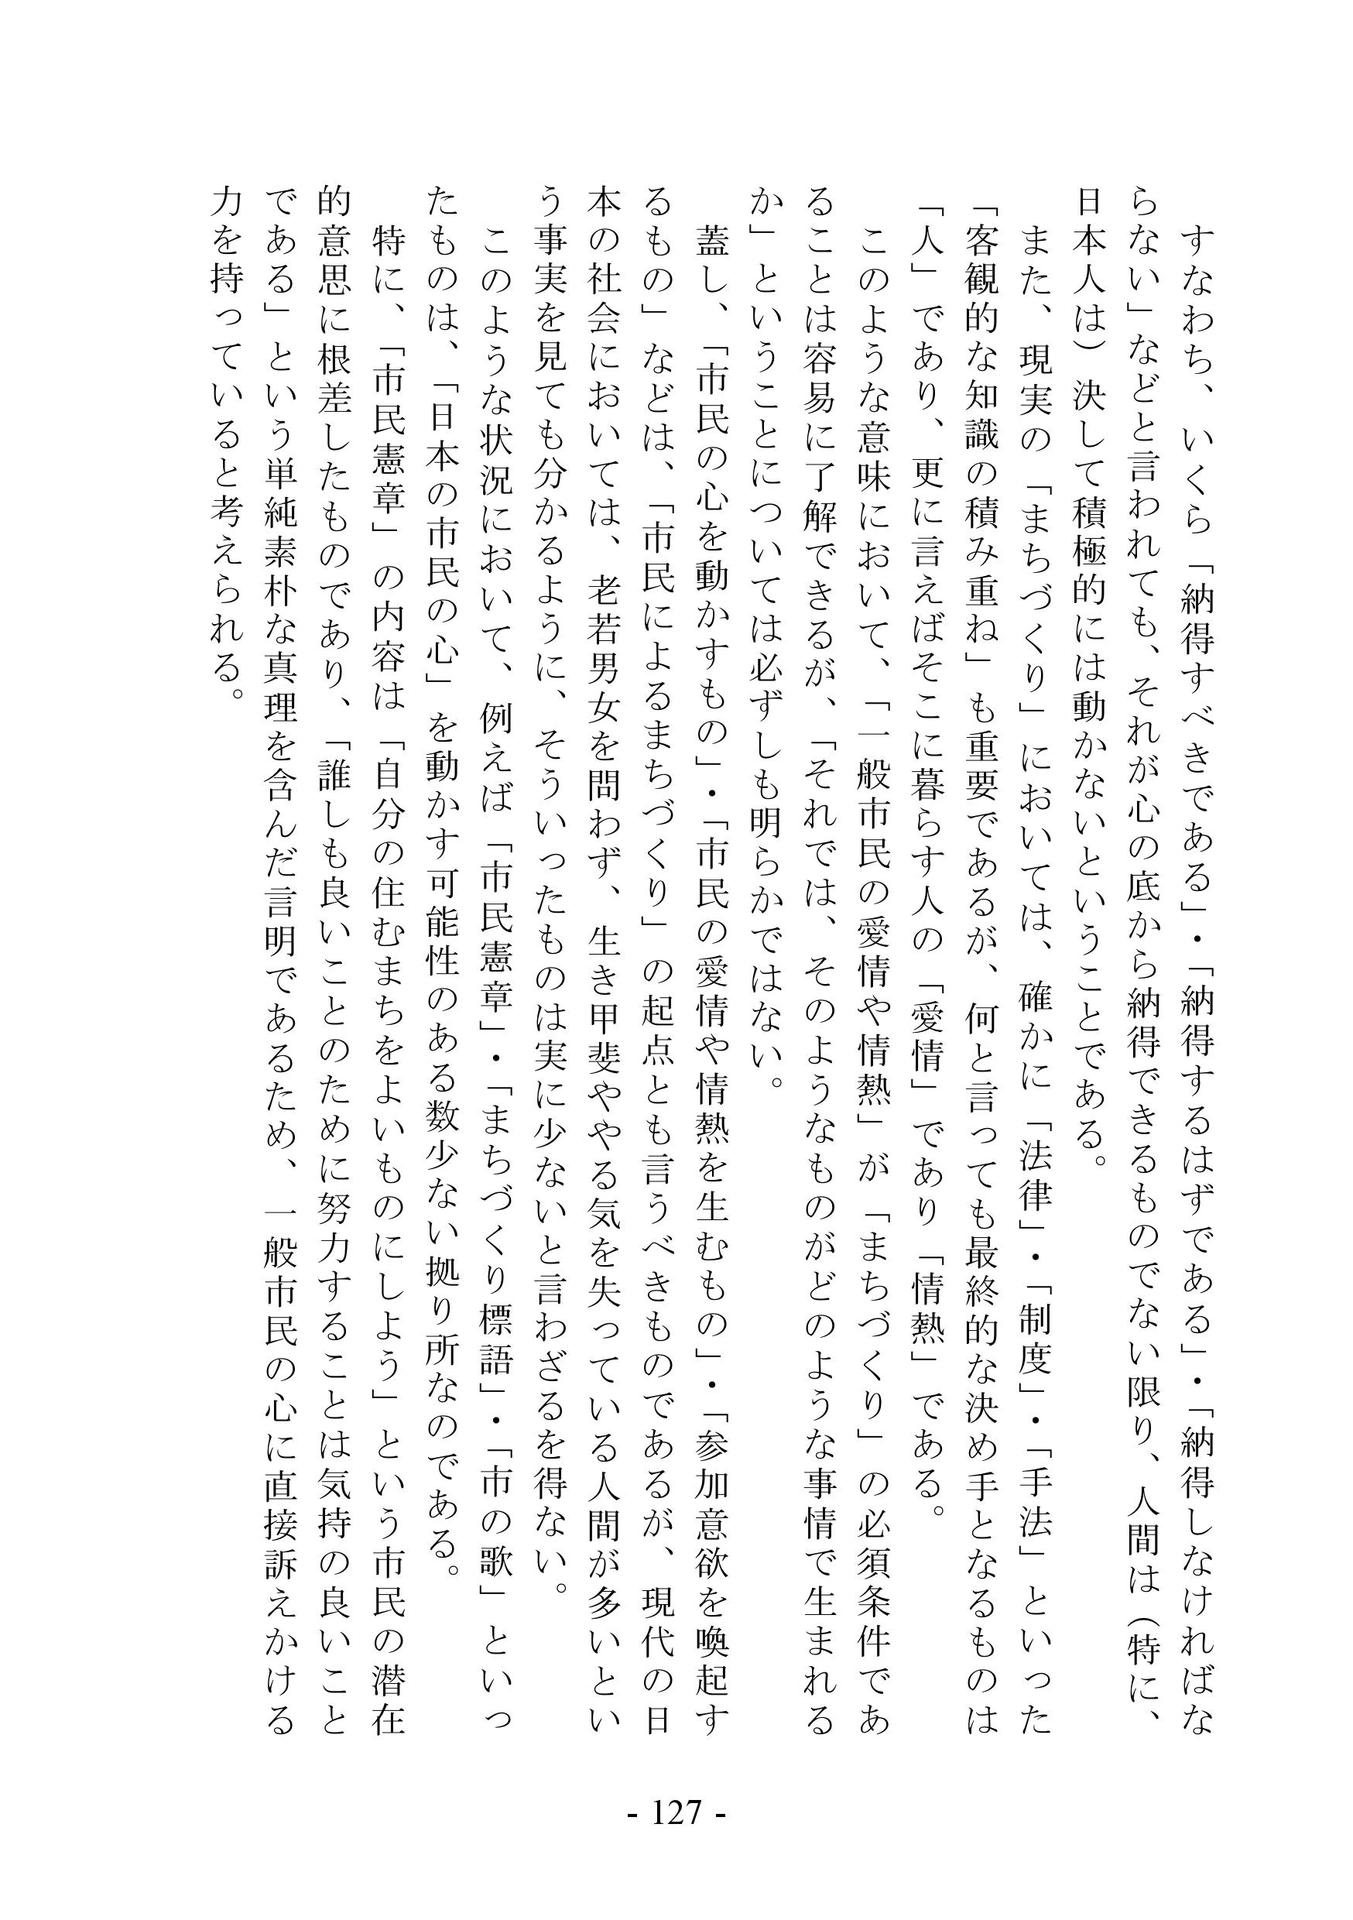 すなわち、いくら「納得すべきである」・「納得するはずである」・「納得しなければな
らない」などと言われても、それが心の底から納得できるものでない限り、人間は（特に、
日本人は）決して積極的には動かないということである。
　また、現実の「まちづくり」においては、確かに「法律」・「制度」・「手法」といった
「客観的な知識の積み重ね」も重要であるが、何と言っても最終的な決め手となるものは
「人」であり、更に言えばそこに暮らす人の「愛情」であり「情熱」である。
　このような意味において、「一般市民の愛情や情熱」が「まちづくり」の必須条件であ
ることは容易に了解できるが、「それでは、そのようなものがどのような事情で生まれる
か」ということについては必ずしも明らかではない。
　蓋し、「市民の心を動かすもの」・「市民の愛情や情熱を生むもの」・「参加意欲を喚起す
るもの」などは、「市民によるまちづくり」の起点とも言うべきものであるが、現代の日
本の社会においては、老若男女を問わず、生き甲斐ややる気を失っている人間が多いとい
う事実を見ても分かるように、そういったものは実に少ないと言わざるを得ない。
　このような状況において、例えば「市民憲章」・「まちづくり標語」・「市の歌」といっ
たものは、「日本の市民の心」を動かす可能性のある数少ない拠り所なのである。
　特に、「市民憲章」の内容は「自分の住むまちをよいものにしよう」という市民の潜在
的意思に根差したものであり、「誰しも良いことのために努力することは気持の良いこと
である」という単純素朴な真理を含んだ言明であるため、一般市民の心に直接訴えかける
力を持っていると考えられる。
- 127 -